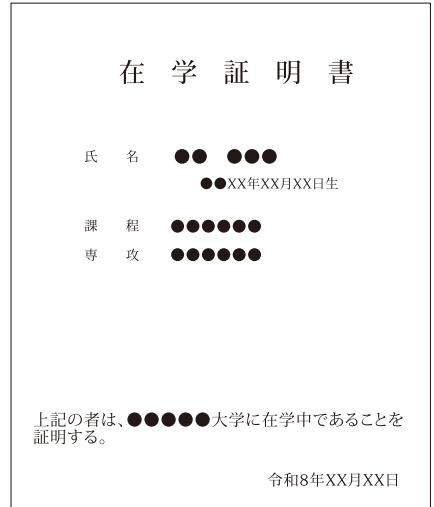 在学証明書
氏 名 ●● ●●●
●●XX年XX月XX日生
課 程 ●●●●●●
専 攻 ●●●●●●
上記の者は、●●●●●大学に在学中であることを
証明する。
令和8年XX月XX日